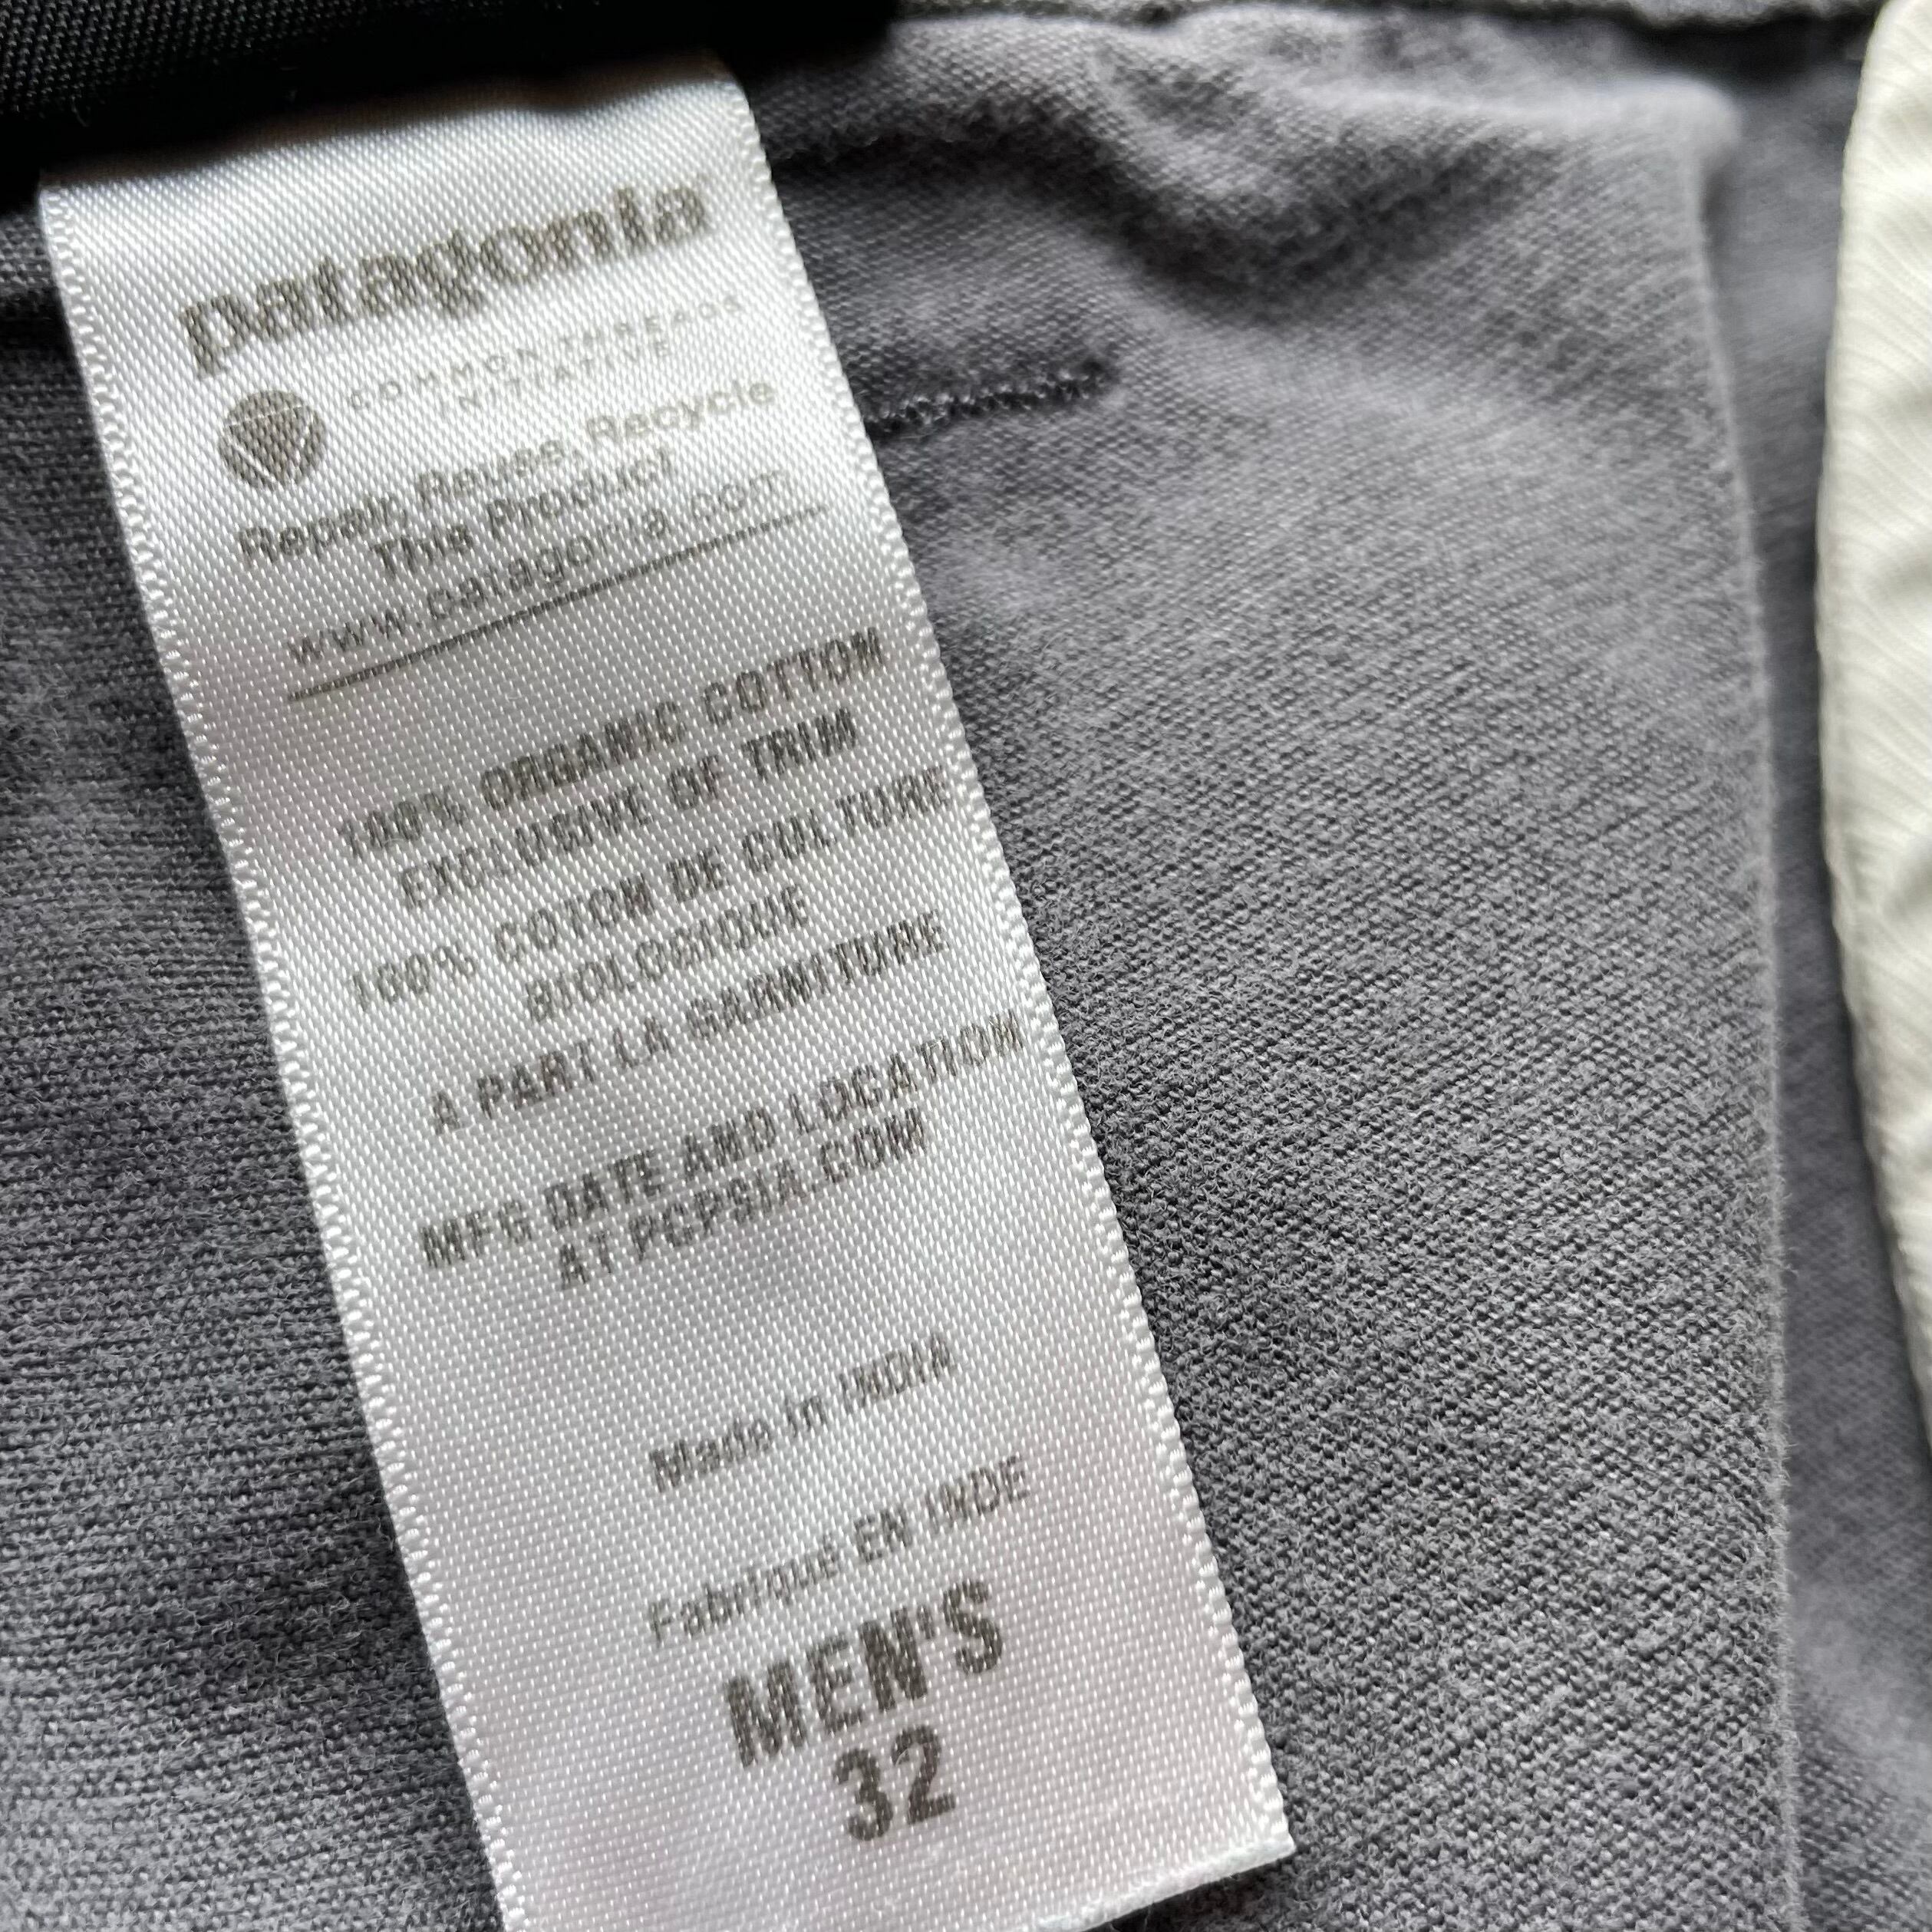 patagonia
COMMON THREADS
INITIATIVE
Repair, Reuse, Recycle
This Product
www.patagonia.com
100% ORGANIC COTTON
EXCLUSIVE OF TRIM
100% COTON DE CULTURE
BIOLOGIQUE
A PART LA GARNITURE
MFG DATE AND LOCATION
AT PCPSIA.COM
Made in INDIA
Fabrique EN INDE
MEN'S
32